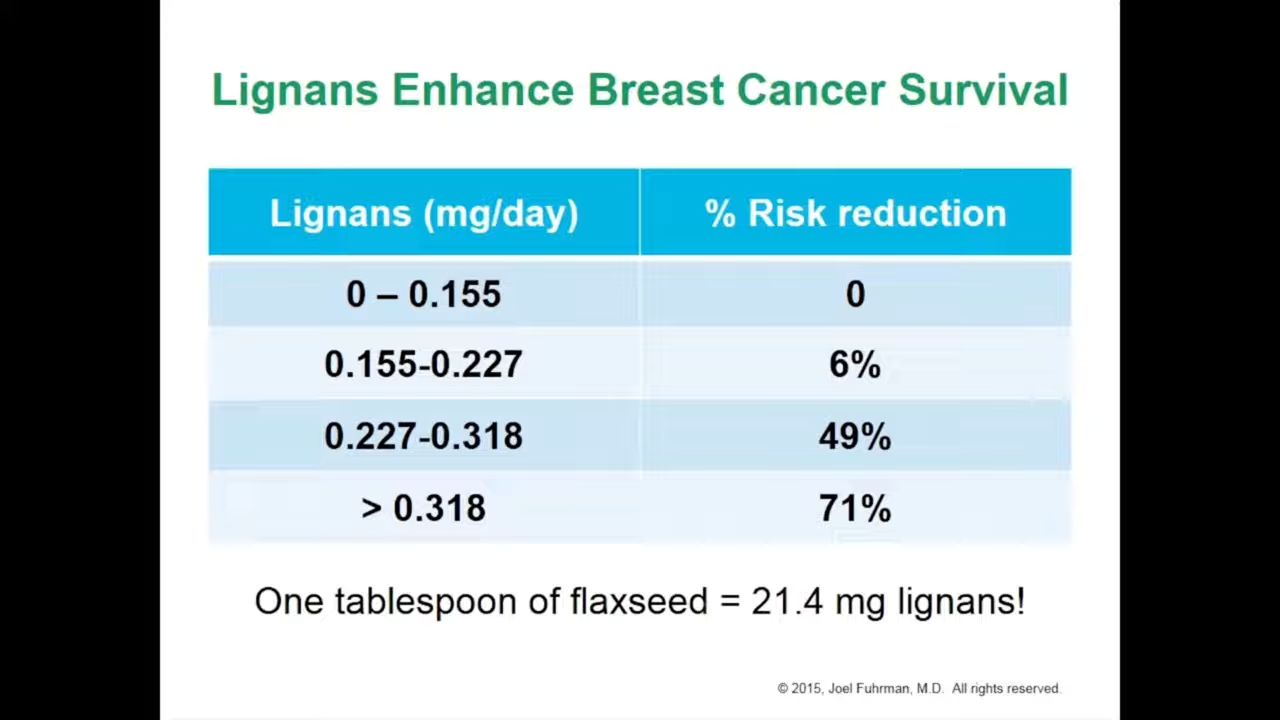 Lignans Enhance Breast Cancer Survival
Lignans (mg/day) % Risk reduction
0 – 0.155 0
0.155-0.227 6%
0.227-0.318 49%
> 0.318 71%
One tablespoon of flaxseed = 21.4 mg lignans!
© 2015, Joel Fuhrman, M.D. All rights reserved.